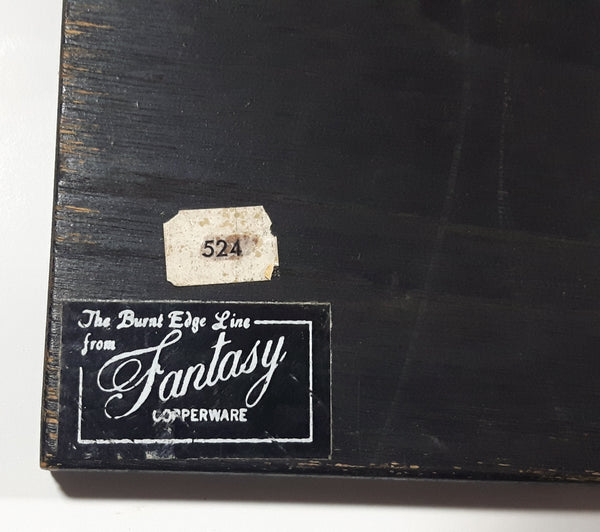 524
The Burnt Edge Line
from
Fantasy
COPPERWARE